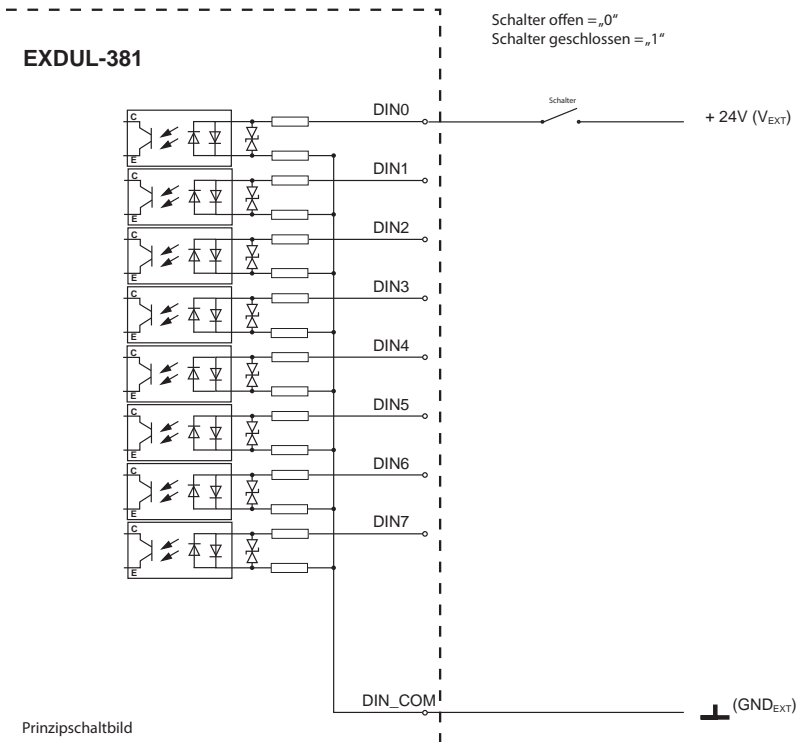 Schalter offen =„0“
Schalter geschlossen =„1“
EXDUL-381
Schalter
+ 24V (VEXT)
C
E
DIN0
C
E
DIN1
C
E
DIN2
C
E
DIN3
C
E
DIN4
C
E
DIN5
C
E
DIN6
C
E
DIN7
DIN_COM
(GNDEXT)
Prinzipschaltbild